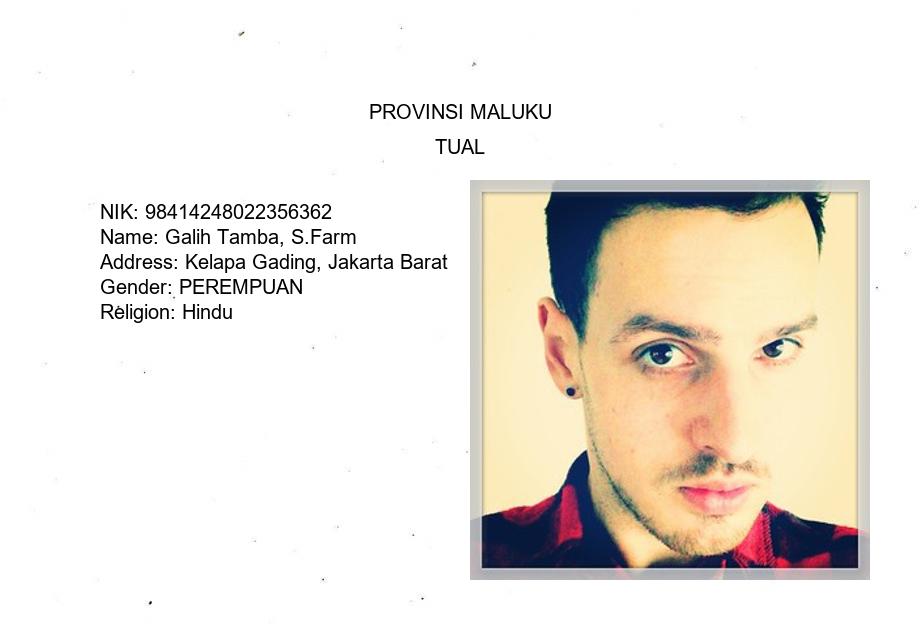 PROVINSI MALUKU
TUAL
NIK: 98414248022356362
Name: Galih Tamba, S.Farm
Address: Kelapa Gading, Jakarta Barat
Gender: PEREMPUAN
Religion: Hindu